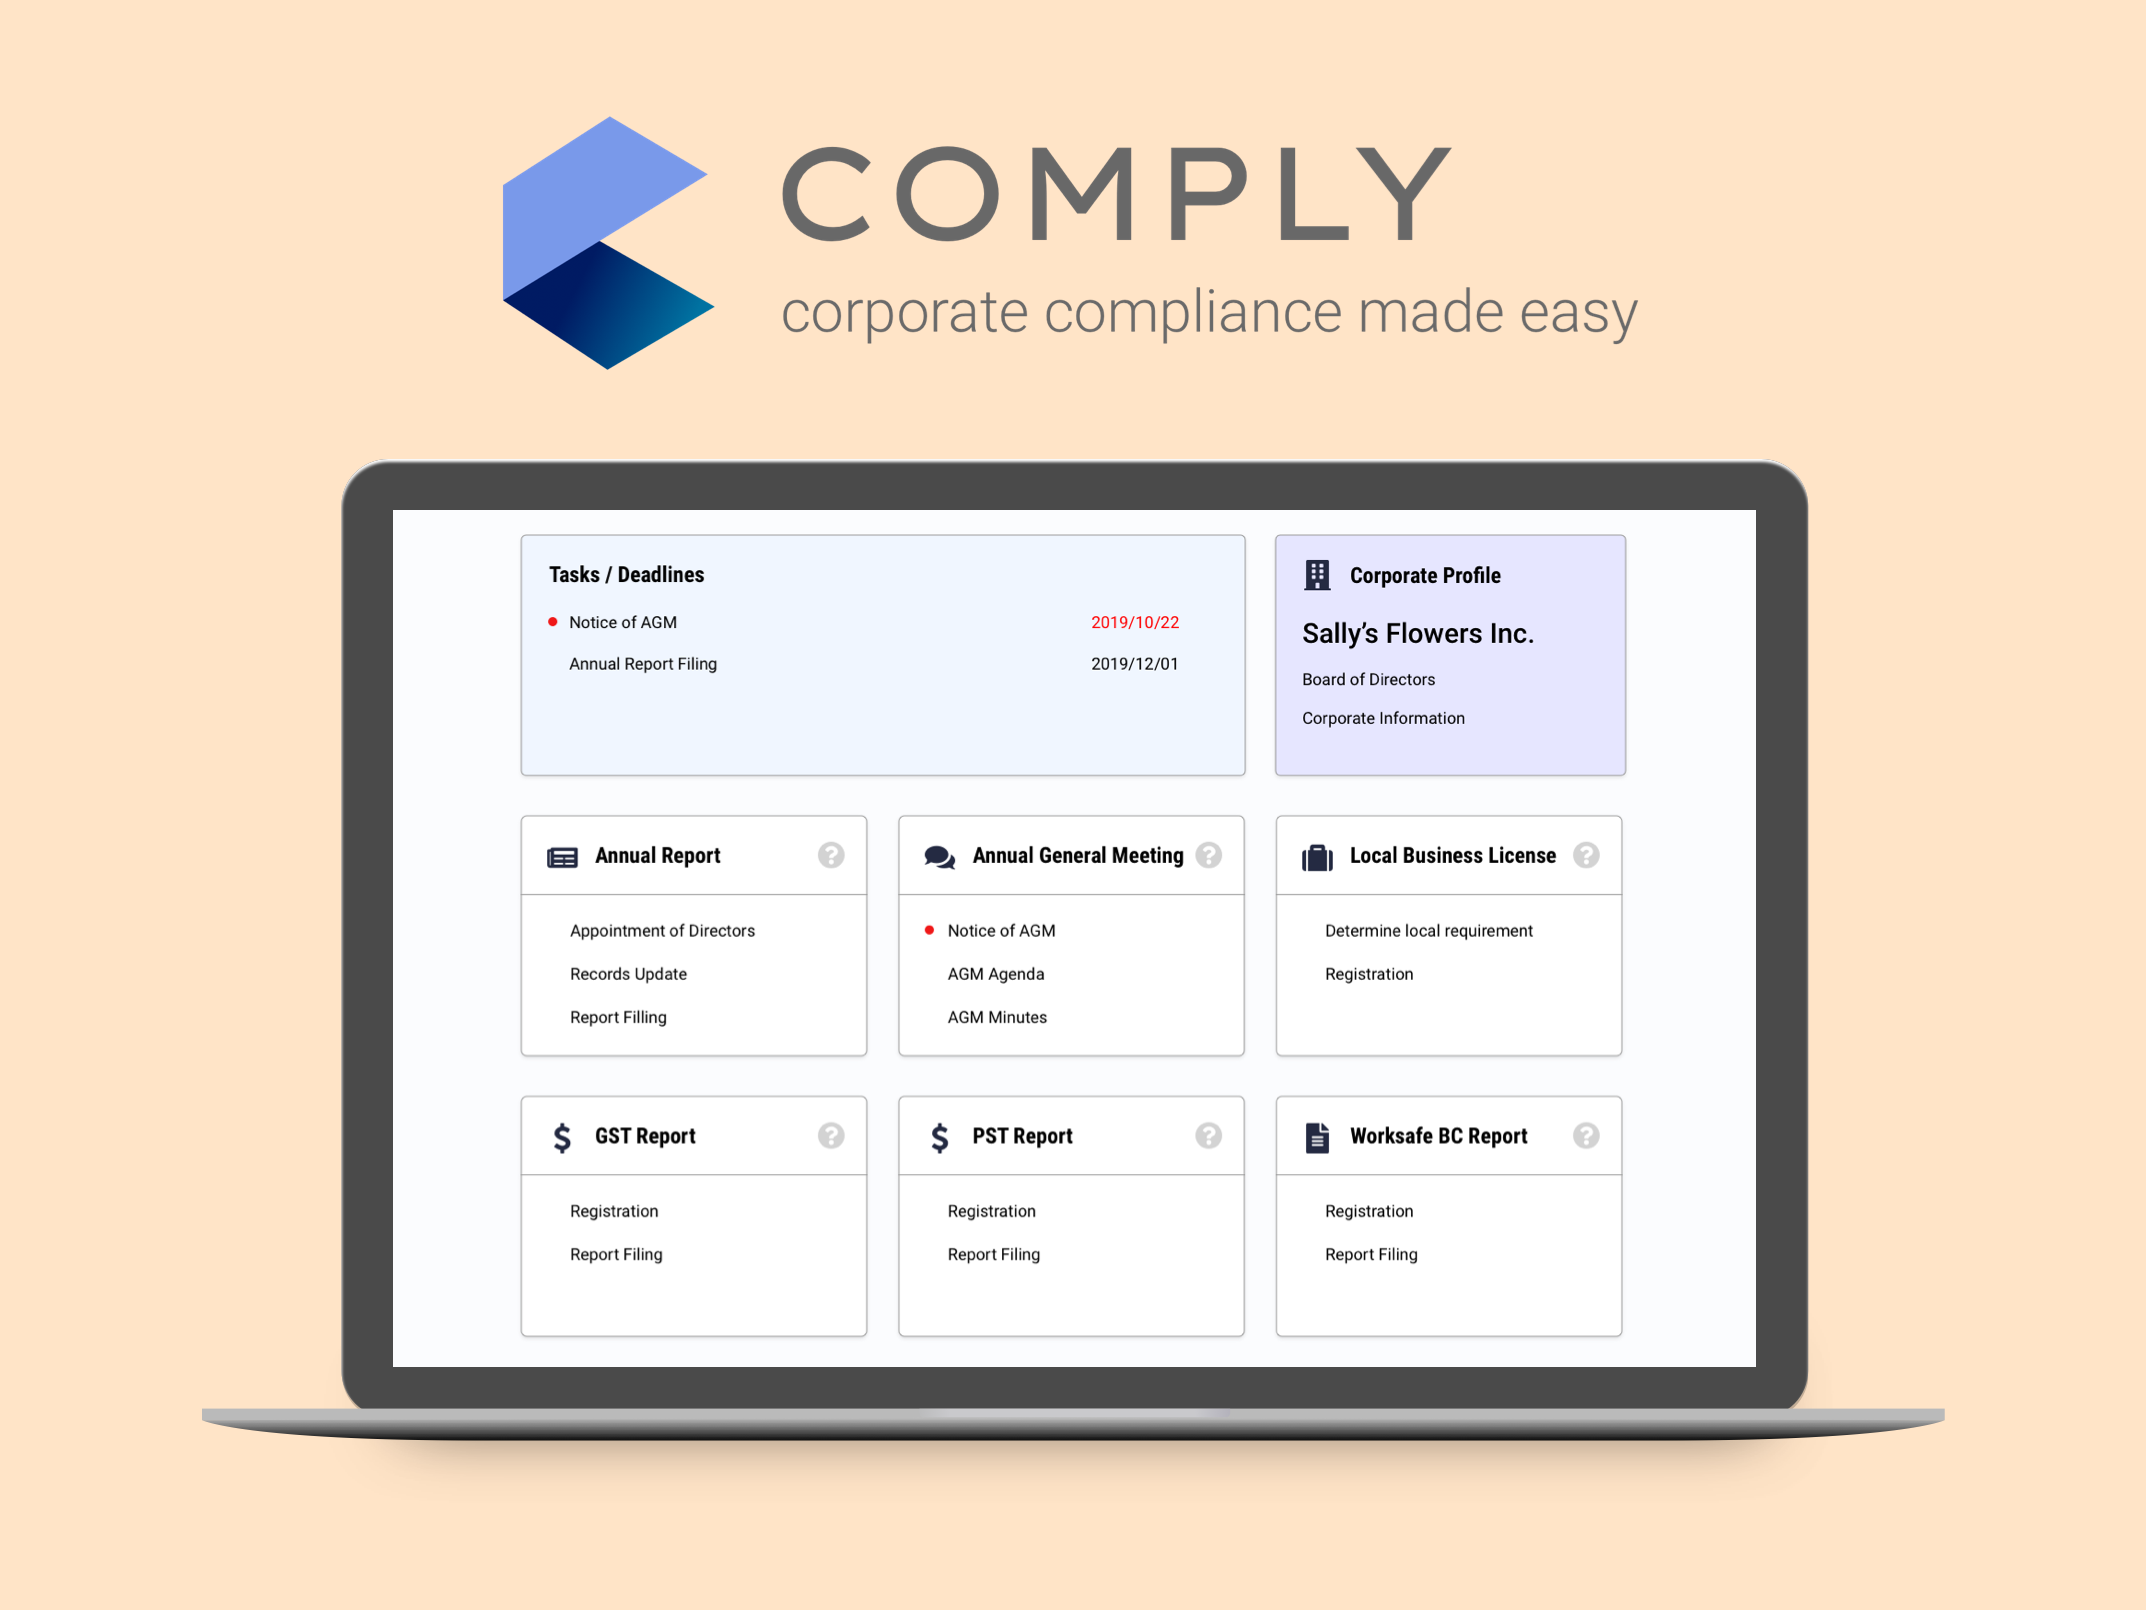 COMPLY
corporate compliance made easy
Tasks / Deadlines
Notice of AGM 2019/10/22
Annual Report Filing 2019/12/01
Corporate Profile
Sally’s Flowers Inc.
Board of Directors
Corporate Information
Annual Report ?
Appointment of Directors
Records Update
Report Filling
Annual General Meeting ?
Notice of AGM
AGM Agenda
AGM Minutes
Local Business License ?
Determine local requirement
Registration
$ GST Report ?
Registration
Report Filing
$ PST Report ?
Registration
Report Filing
Worksafe BC Report ?
Registration
Report Filing